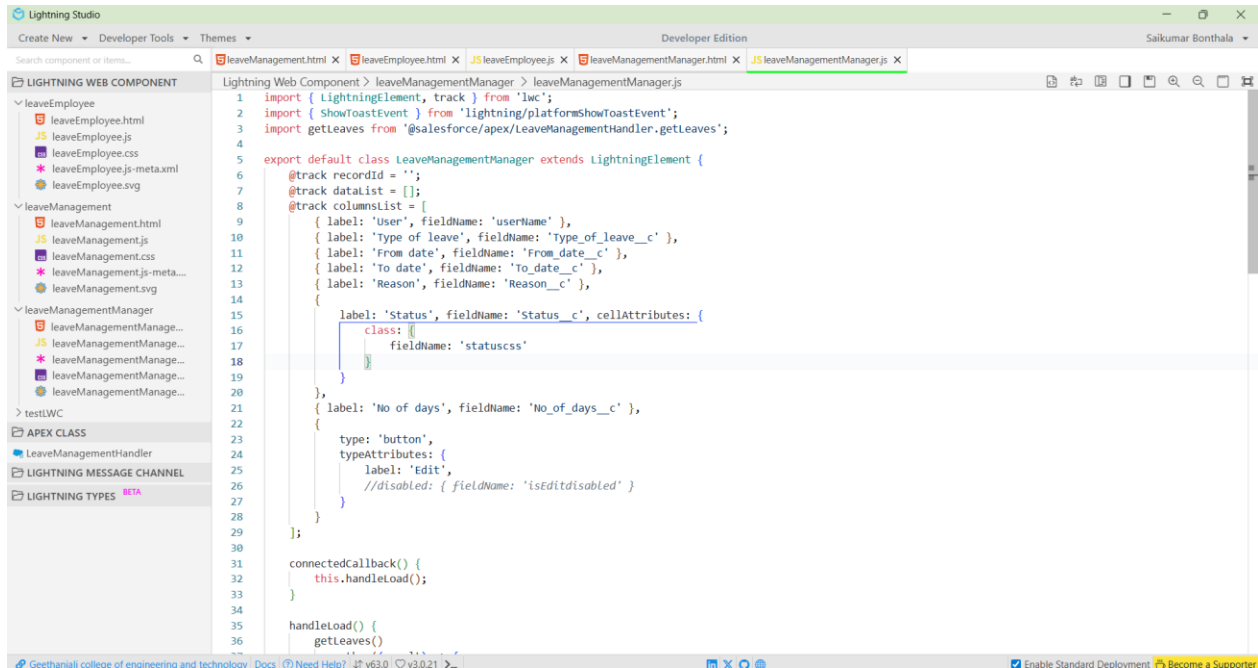 Lightning Studio
Create New Developer Tools Themes Developer Edition Saikumar Bonthala
Search component or items...
leaveManagement.html X leaveEmployee.html X JS leaveEmployee.js X leaveManagementManager.html X JS leaveManagementManager.js X
LIGHTNING WEB COMPONENT
leaveEmployee
leaveEmployee.html
JS leaveEmployee.js
leaveEmployee.css
leaveEmployee.js-meta.xml
leaveEmployee.svg
leaveManagement
leaveManagement.html
JS leaveManagement.js
leaveManagement.css
leaveManagement.js-meta....
leaveManagement.svg
leaveManagementManager
leaveManagementManage...
JS leaveManagementManage...
leaveManagementManage...
leaveManagementManage...
leaveManagementManage...
> testLWC
APEX CLASS
LeaveManagementHandler
LIGHTNING MESSAGE CHANNEL
LIGHTNING TYPES BETA
Lightning Web Component > leaveManagementManager > leaveManagementManager.js
1 import { LightningElement, track } from 'lwc';
2 import { ShowToastEvent } from 'lightning/platformShowToastEvent';
3 import getLeaves from '@salesforce/apex/LeaveManagementHandler.getLeaves';
4
5 export default class LeaveManagementManager extends LightningElement {
6 @track recordId = '';
7 @track dataList = [];
8 @track columnsList = [
9 { label: 'User', fieldName: 'userName' },
10 { label: 'Type of leave', fieldName: 'Type_of_leave__c' },
11 { label: 'From date', fieldName: 'From_date__c' },
12 { label: 'To date', fieldName: 'To_date__c' },
13 { label: 'Reason', fieldName: 'Reason__c' },
14 {
15 label: 'Status', fieldName: 'Status__c', cellAttributes: {
16 class: {
17 fieldName: 'statuscss'
18 }
19 }
20 },
21 { label: 'No of days', fieldName: 'No_of_days__c' },
22 {
23 type: 'button',
24 typeAttributes: {
25 label: 'Edit',
26 //disabled: { fieldName: 'isEditdisabled' }
27 }
28 }
29 ];
30
31 connectedCallback() {
32 this.handleLoad();
33 }
34
35 handleLoad() {
36 getLeaves()
Geethanjali college of engineering and technology Docs Need Help? v63.0 v3.0.21 >_ Enable Standard Deployment Become a Supporter